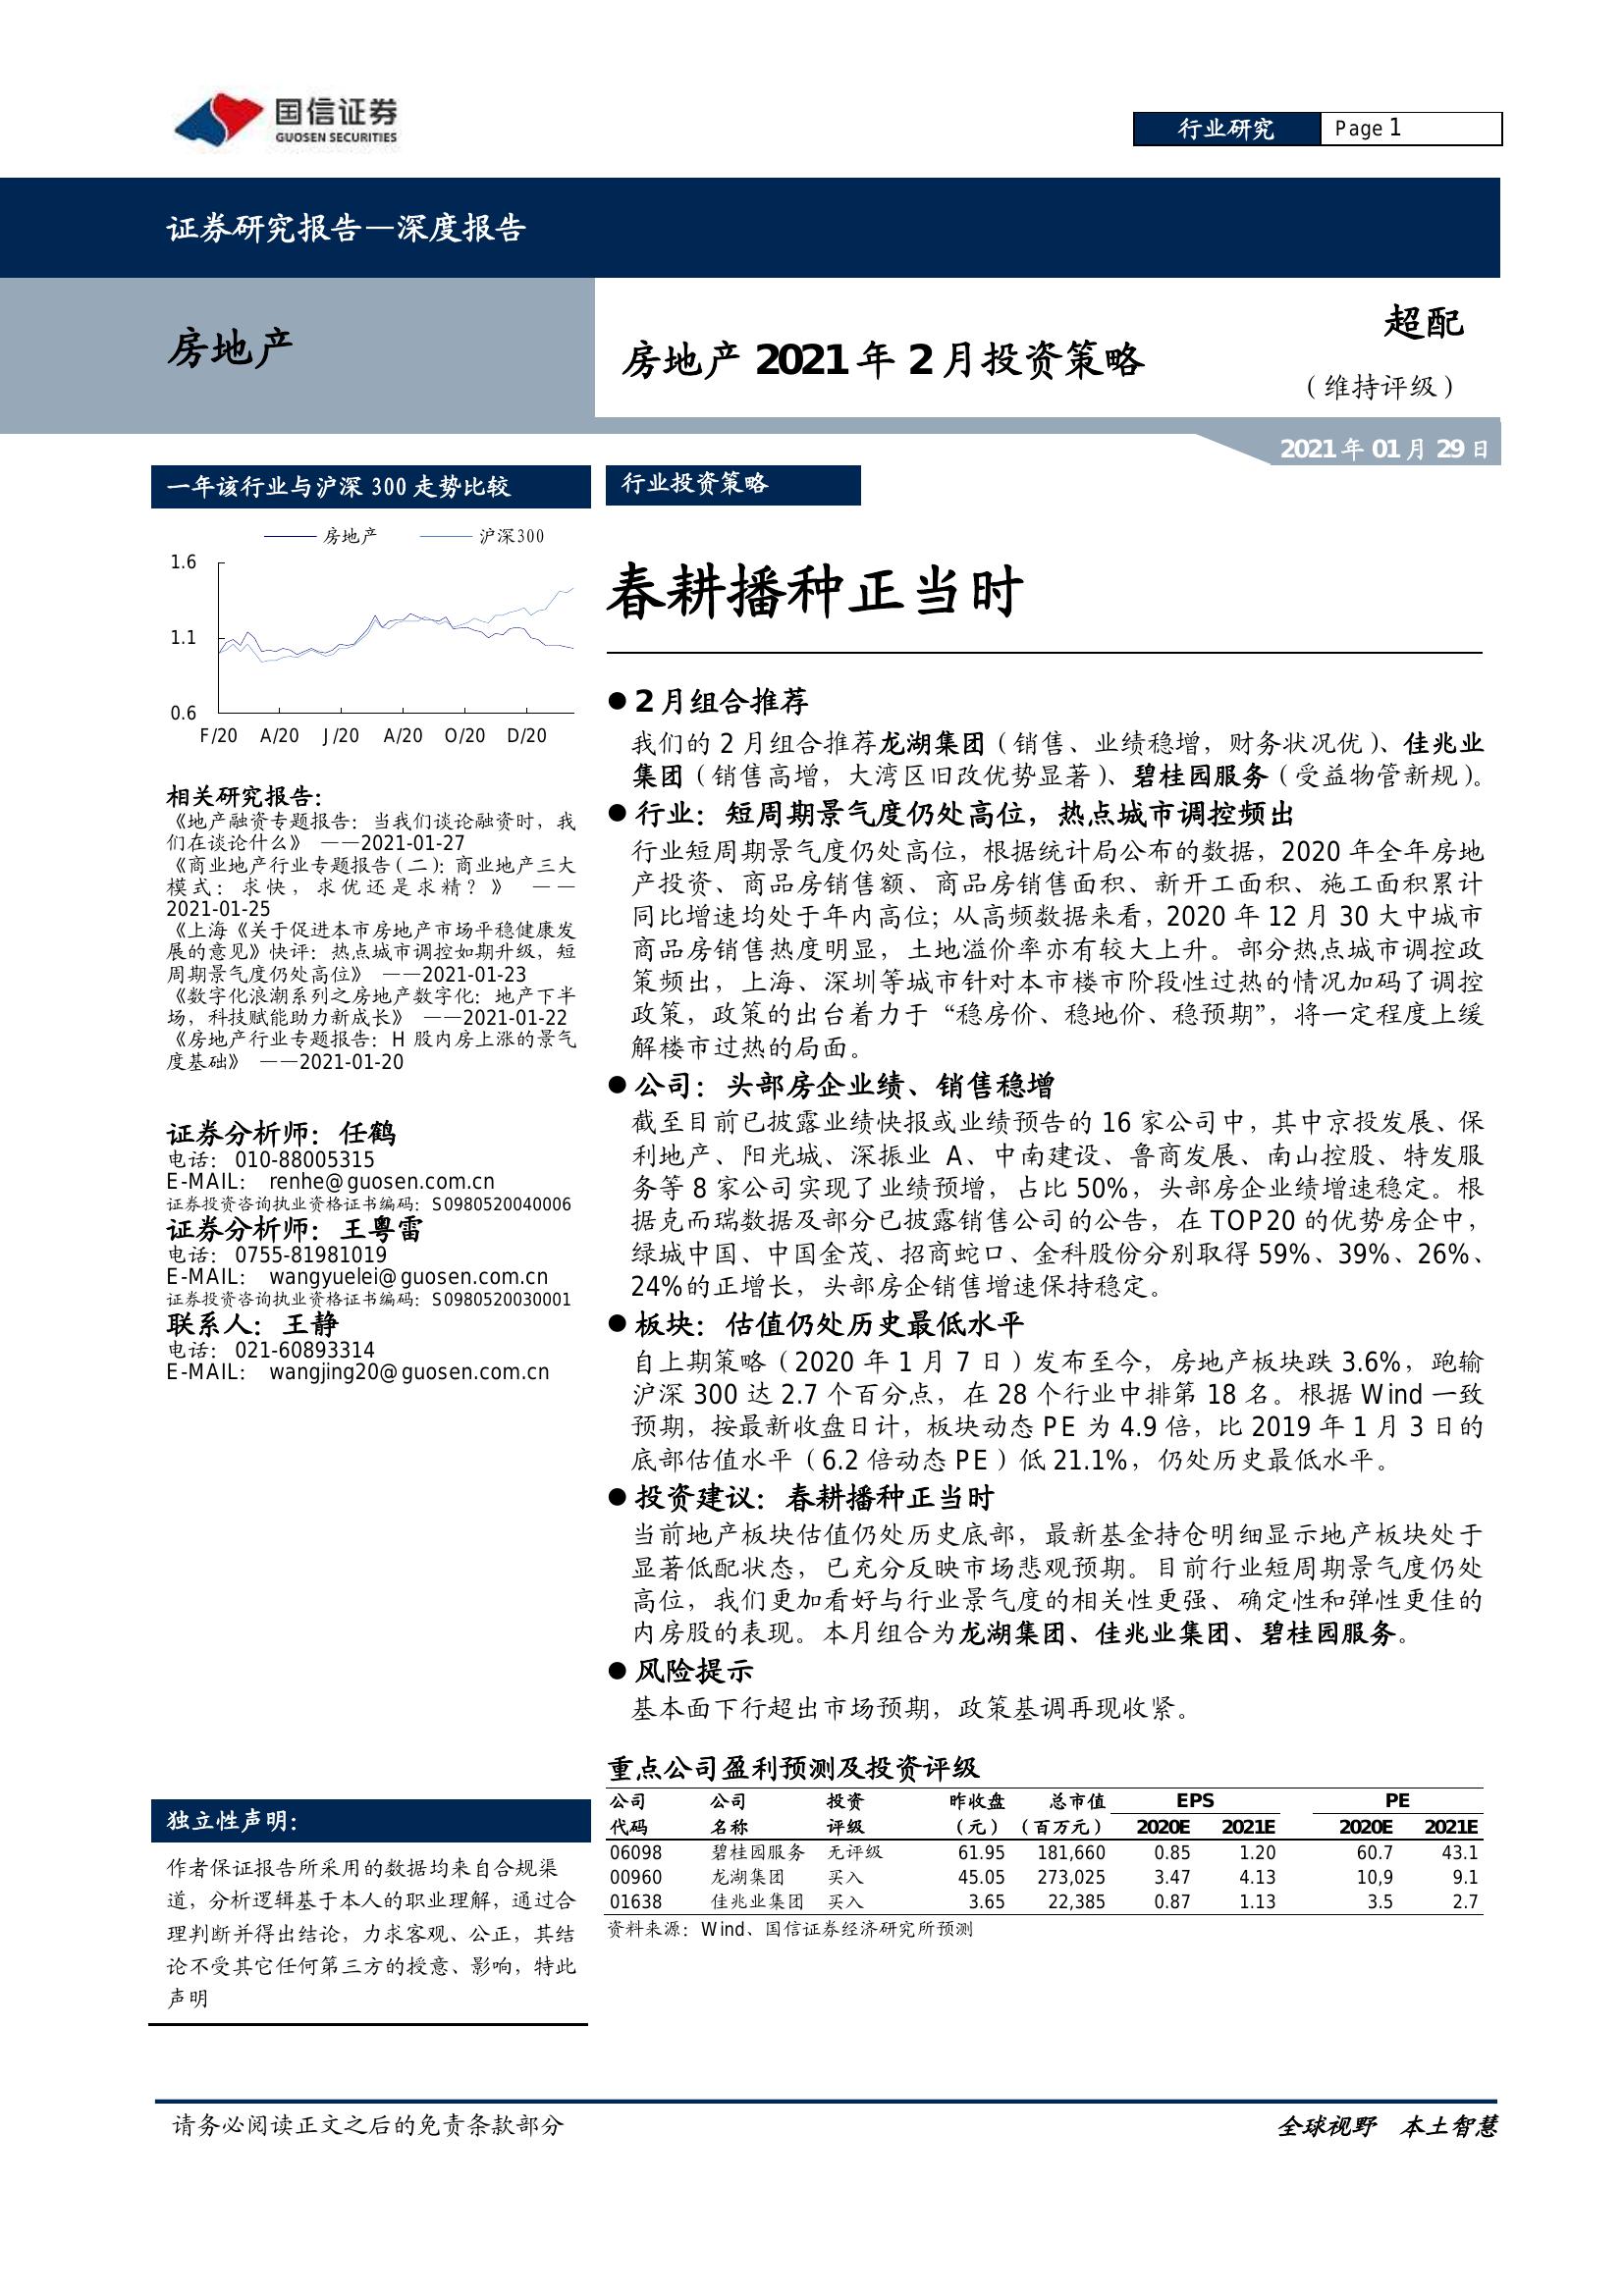 国信证券
GUOSEN SECURITIES
行业研究
Page 1
证券研究报告—深度报告
房地产
房地产 2021 年 2 月投资策略
超配
（维持评级）
2021 年 01 月 29 日
一年该行业与沪深 300 走势比较
房地产
沪深300
1.6
1.1
0.6
F/20 A/20 J/20 A/20 O/20 D/20
相关研究报告：
《地产融资专题报告：当我们谈论融资时，我
们在谈论什么》 ——2021-01-27
《商业地产行业专题报告(二)：商业地产三大
模式：求快，求优还是求精？》 ——
2021-01-25
《上海《关于促进本市房地产市场平稳健康发
展的意见》快评：热点城市调控如期升级，短
周期景气度仍处高位》 ——2021-01-23
《数字化浪潮系列之房地产数字化：地产下半
场，科技赋能助力新成长》 ——2021-01-22
《房地产行业专题报告：H 股内房上涨的景气
度基础》 ——2021-01-20
证券分析师：任鹤
电话： 010-88005315
E-MAIL： renhe@guosen.com.cn
证券投资咨询执业资格证书编码：S0980520040006
证券分析师：王粤雷
电话： 0755-81981019
E-MAIL： wangyuelei@guosen.com.cn
证券投资咨询执业资格证书编码：S0980520030001
联系人：王静
电话： 021-60893314
E-MAIL： wangjing20@guosen.com.cn
独立性声明：
作者保证报告所采用的数据均来自合规渠
道，分析逻辑基于本人的职业理解，通过合
理判断并得出结论，力求客观、公正，其结
论不受其它任何第三方的授意、影响，特此
声明
行业投资策略
春耕播种正当时
● 2 月组合推荐
我们的 2 月组合推荐龙湖集团（销售、业绩稳增，财务状况优）、佳兆业
集团（销售高增，大湾区旧改优势显著）、碧桂园服务（受益物管新规）。
● 行业：短周期景气度仍处高位，热点城市调控频出
行业短周期景气度仍处高位，根据统计局公布的数据，2020 年全年房地
产投资、商品房销售额、商品房销售面积、新开工面积、施工面积累计
同比增速均处于年内高位；从高频数据来看，2020 年 12 月 30 大中城市
商品房销售热度明显，土地溢价率亦有较大上升。部分热点城市调控政
策频出，上海、深圳等城市针对本市楼市阶段性过热的情况加码了调控
政策，政策的出台着力于“稳房价、稳地价、稳预期”，将一定程度上缓
解楼市过热的局面。
● 公司：头部房企业绩、销售稳增
截至目前已披露业绩快报或业绩预告的 16 家公司中，其中京投发展、保
利地产、阳光城、深振业 A、中南建设、鲁商发展、南山控股、特发服
务等 8 家公司实现了业绩预增，占比 50%，头部房企业绩增速稳定。根
据克而瑞数据及部分已披露销售公司的公告，在 TOP20 的优势房企中，
绿城中国、中国金茂、招商蛇口、金科股份分别取得 59%、39%、26%、
24%的正增长，头部房企销售增速保持稳定。
● 板块：估值仍处历史最低水平
自上期策略（2020 年 1 月 7 日）发布至今，房地产板块跌 3.6%，跑输
沪深 300 达 2.7 个百分点，在 28 个行业中排第 18 名。根据 Wind 一致
预期，按最新收盘日计，板块动态 PE 为 4.9 倍，比 2019 年 1 月 3 日的
底部估值水平（6.2 倍动态 PE）低 21.1%，仍处历史最低水平。
● 投资建议：春耕播种正当时
当前地产板块估值仍处历史底部，最新基金持仓明细显示地产板块处于
显著低配状态，已充分反映市场悲观预期。目前行业短周期景气度仍处
高位，我们更加看好与行业景气度的相关性更强、确定性和弹性更佳的
内房股的表现。本月组合为龙湖集团、佳兆业集团、碧桂园服务。
● 风险提示
基本面下行超出市场预期，政策基调再现收紧。
重点公司盈利预测及投资评级
公司 公司 投资 昨收盘 总市值 EPS PE
代码 名称 评级 （元） （百万元） 2020E 2021E 2020E 2021E
06098 碧桂园服务 无评级 61.95 181,660 0.85 1.20 60.7 43.1
00960 龙湖集团 买入 45.05 273,025 3.47 4.13 10,9 9.1
01638 佳兆业集团 买入 3.65 22,385 0.87 1.13 3.5 2.7
资料来源：Wind、国信证券经济研究所预测
请务必阅读正文之后的免责条款部分
全球视野 本土智慧